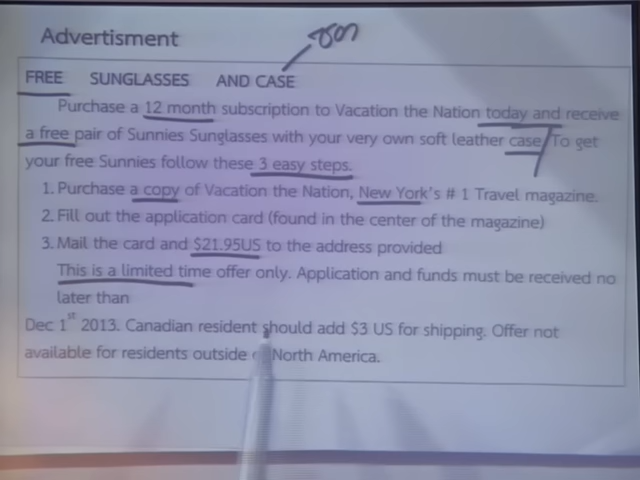 Advertisment
FREE SUNGLASSES AND CASE
Purchase a 12 month subscription to Vacation the Nation today and receive
a free pair of Sunnies Sunglasses with your very own soft leather case/To get
your free Sunnies follow these 3 easy steps.
1. Purchase a copy of Vacation the Nation, New York's # 1 Travel magazine.
2. Fill out the application card (found in the center of the magazine)
3. Mail the card and $21.95US to the address provided
This is a limited time offer only. Application and funds must be received no
later than
Dec 1st 2013. Canadian resident should add $3 US for shipping. Offer not
available for residents outside North America.